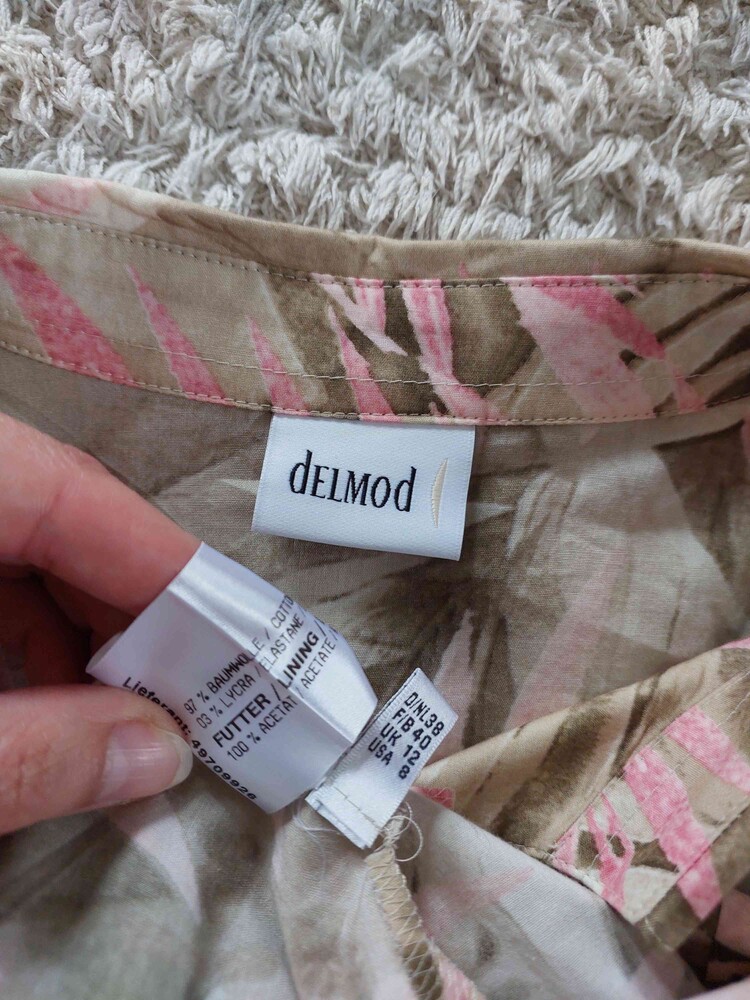 dELMOd
97 % BAUMWOLLE / COTTO
03 % LYCRA / ELASTANE
FUTTER / LINING /
100 % ACETAT / ACETATE /
Lieferant: 49709928
D/NL 38
F/B 40
UK 12
USA 8